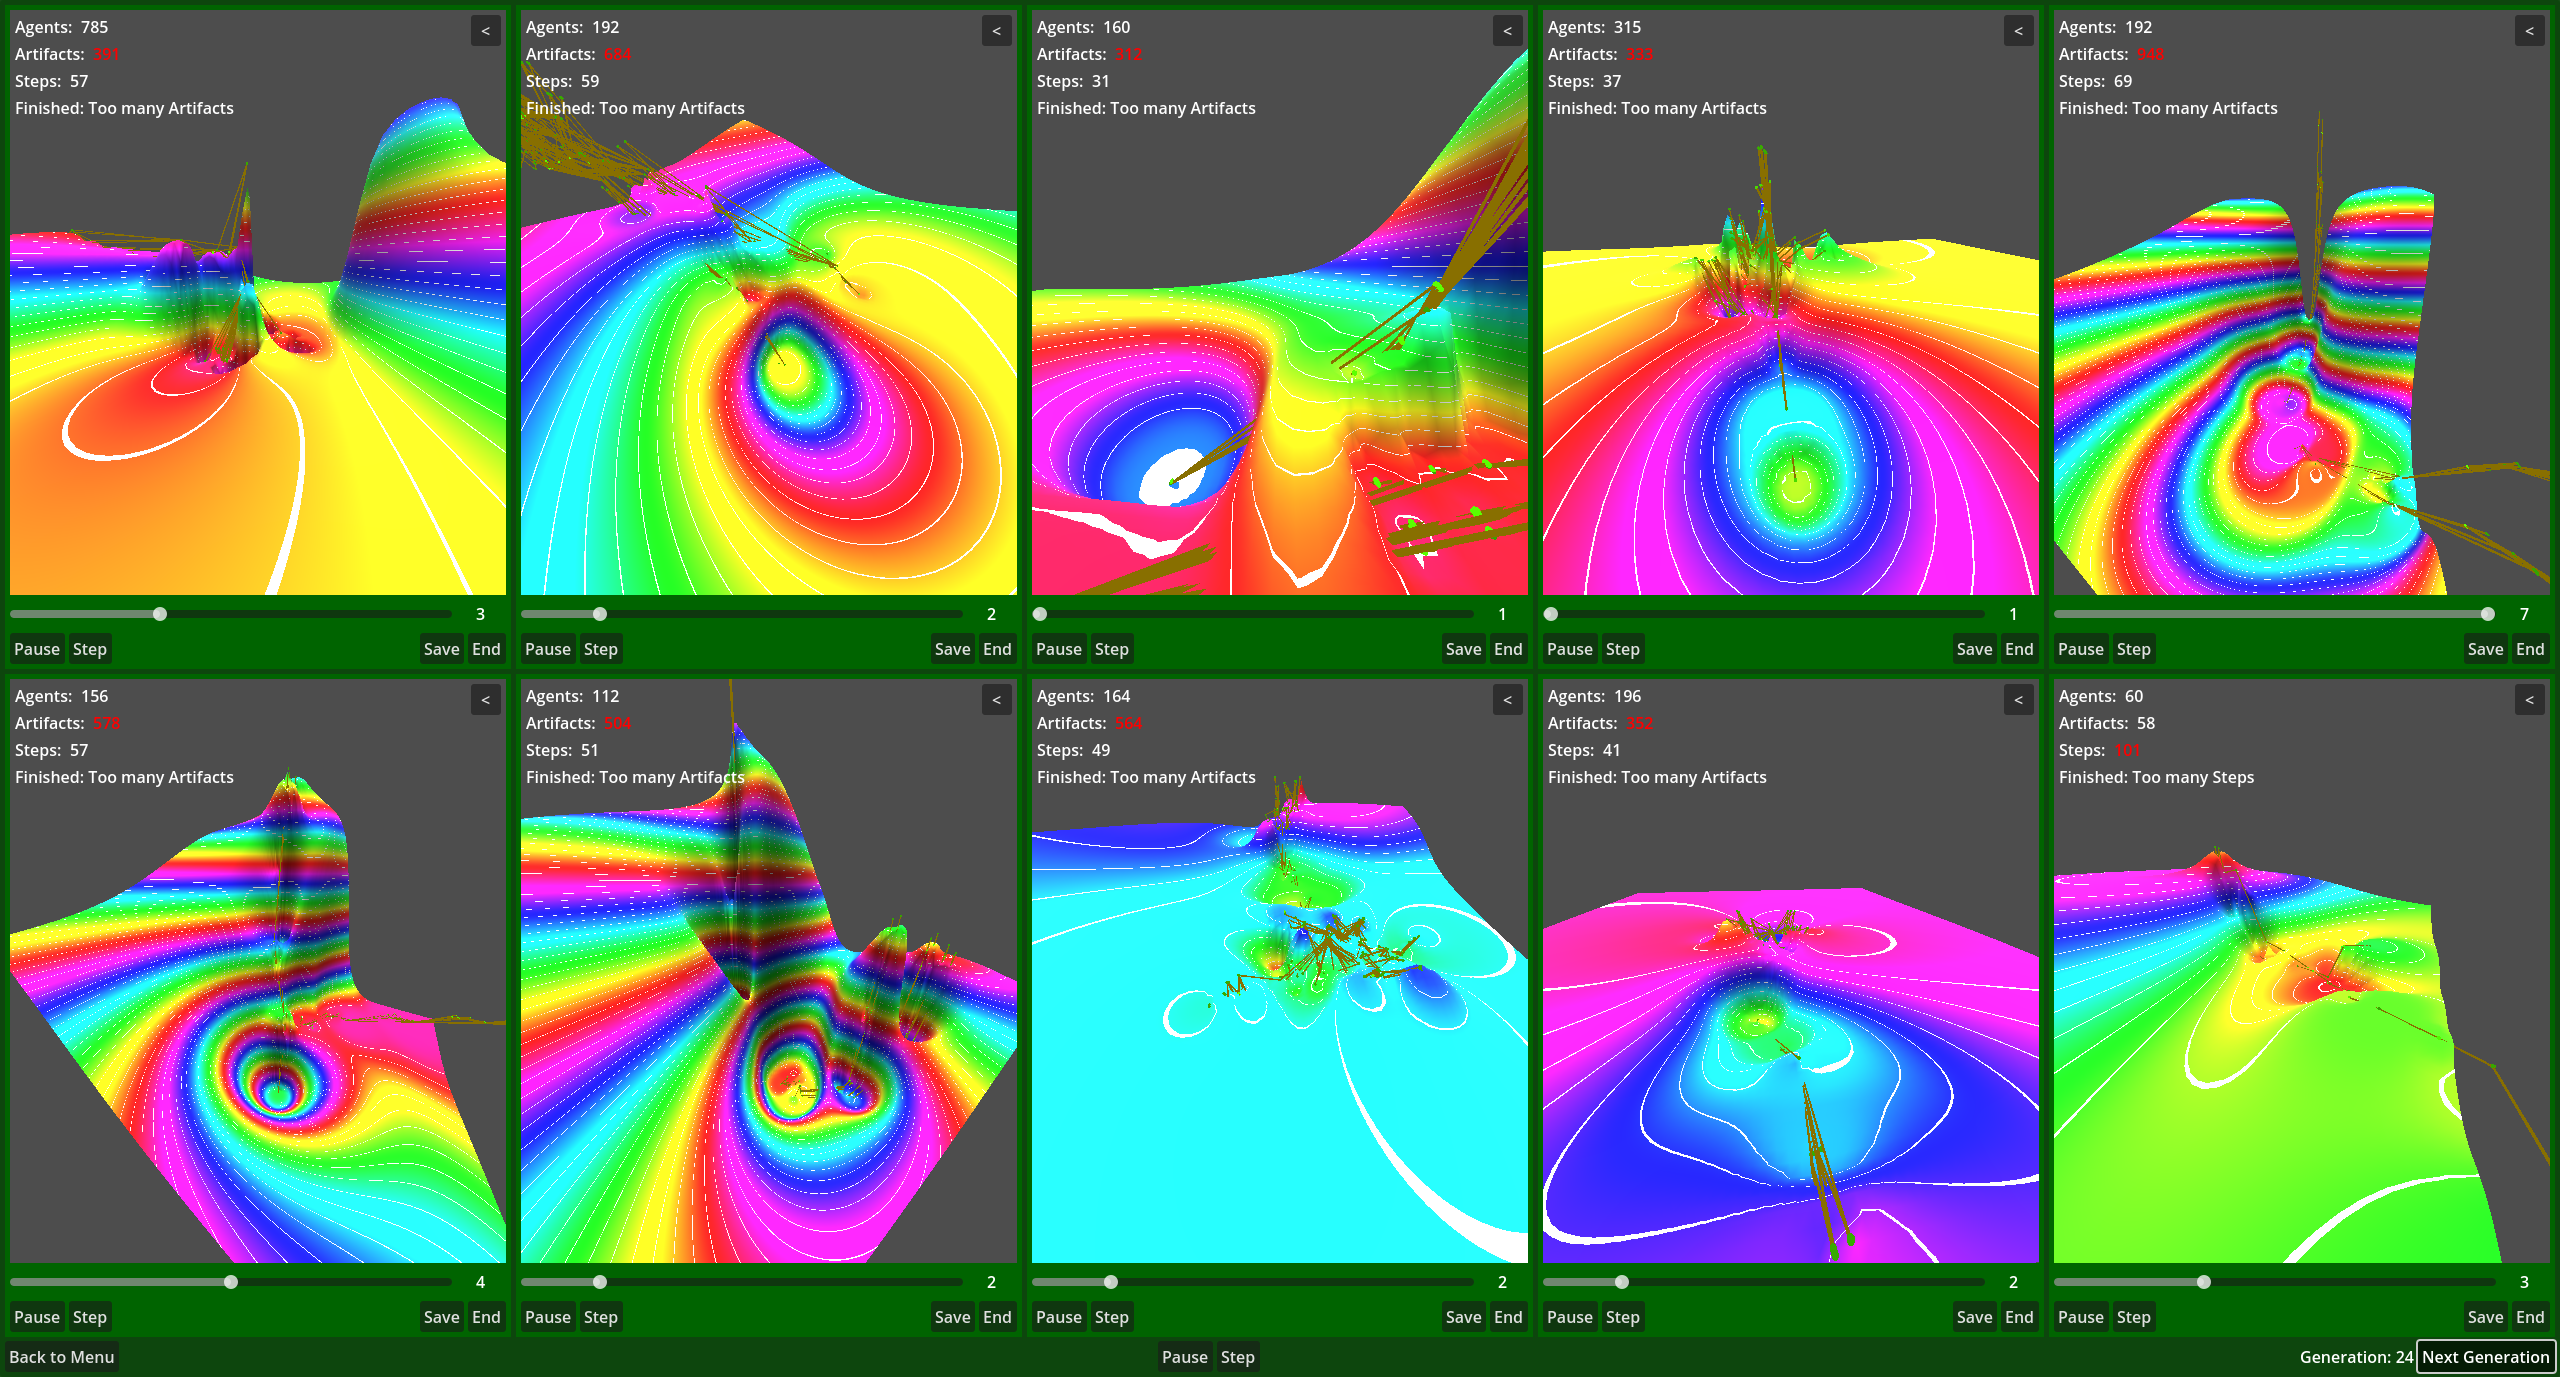 Agents: 785
<
Artifacts: 391
Steps: 57
Finished: Too many Artifacts
3
Pause Step Save End
Agents: 192
<
Artifacts: 684
Steps: 59
Finished: Too many Artifacts
2
Pause Step Save End
Agents: 160
<
Artifacts: 312
Steps: 31
Finished: Too many Artifacts
1
Pause Step Save End
Agents: 315
<
Artifacts: 333
Steps: 37
Finished: Too many Artifacts
1
Pause Step Save End
Agents: 192
<
Artifacts: 948
Steps: 69
Finished: Too many Artifacts
7
Pause Step Save End
Agents: 156
<
Artifacts: 578
Steps: 57
Finished: Too many Artifacts
4
Pause Step Save End
Agents: 112
<
Artifacts: 504
Steps: 51
Finished: Too many Artifacts
2
Pause Step Save End
Agents: 164
<
Artifacts: 564
Steps: 49
Finished: Too many Artifacts
2
Pause Step Save End
Agents: 196
<
Artifacts: 352
Steps: 41
Finished: Too many Artifacts
2
Pause Step Save End
Agents: 60
<
Artifacts: 58
Steps: 101
Finished: Too many Steps
3
Pause Step Save End
Back to Menu Pause Step Generation: 24 Next Generation